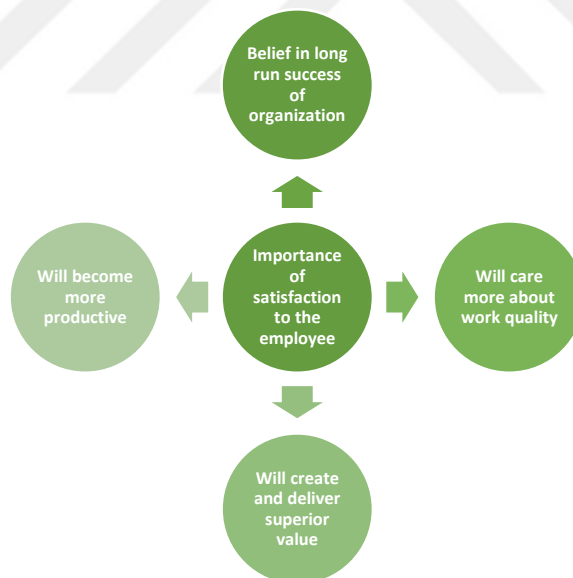 Belief in long
run success
of
organization
Will become
more
productive
Importance
of
satisfaction
to the
employee
Will care
more about
work quality
Will create
and deliver
superior
value